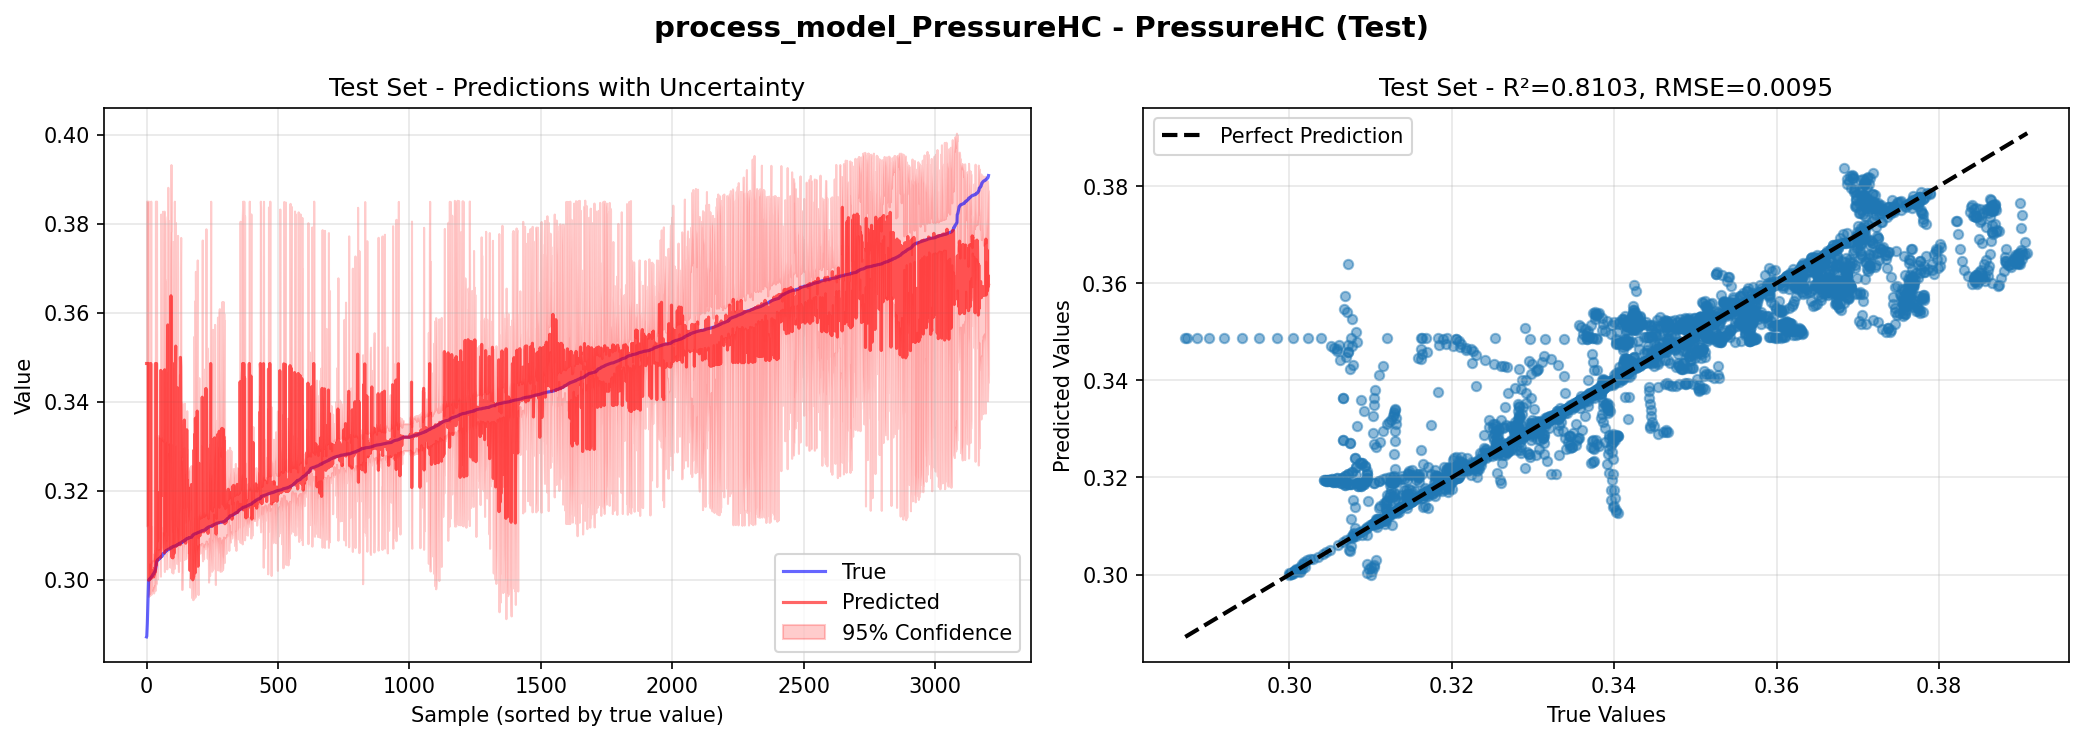 process_model_PressureHC - PressureHC (Test)
Test Set - Predictions with Uncertainty
Value
0.40
0.38
0.36
0.34
0.32
0.30
True
Predicted
95% Confidence
0
500
1000
1500
2000
2500
3000
Sample (sorted by true value)
Test Set - R²=0.8103, RMSE=0.0095
Predicted Values
Perfect Prediction
0.38
0.36
0.34
0.32
0.30
0.30
0.32
0.34
0.36
0.38
True Values